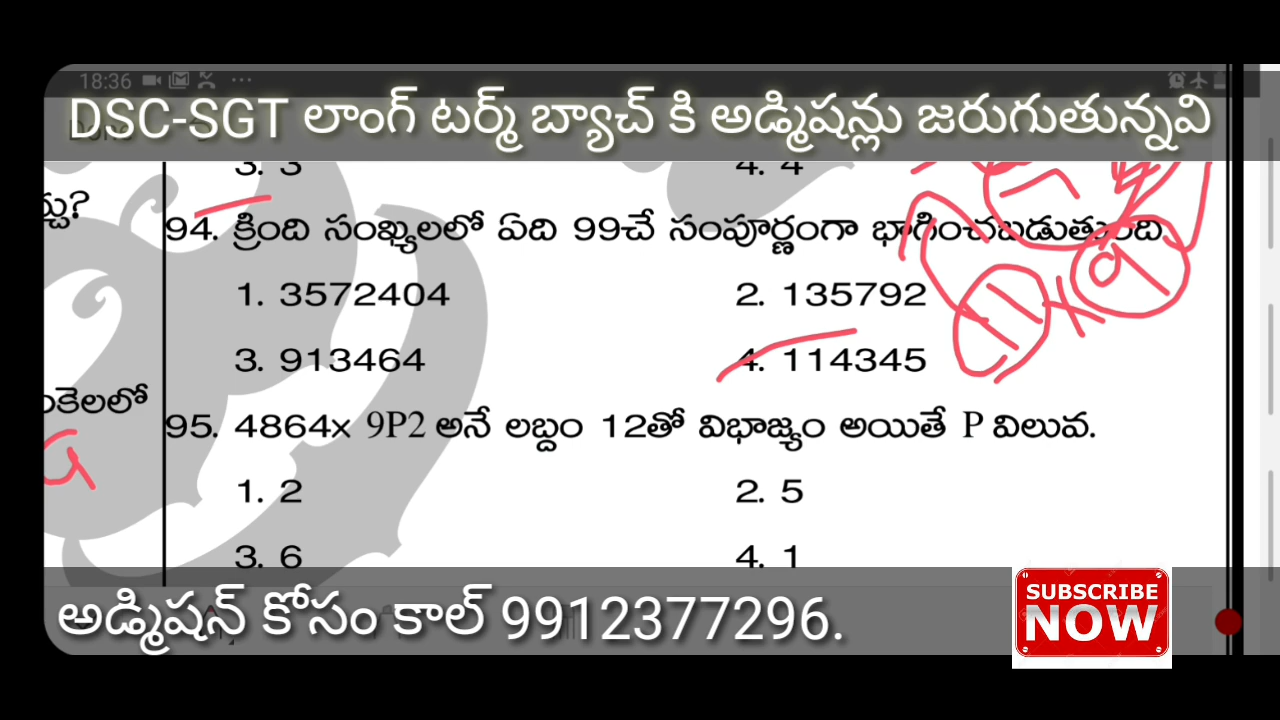 18:36
DSC-SGT లాంగ్ టర్మ్ బ్యాచ్ కి అడ్మిషన్లు జరుగుతున్నవి
3. 3 4. 4
94. క్రింది సంఖ్యలలో ఏది 99చే సంపూర్ణంగా భాగించబడుతుంది
1. 3572404 2. 135792
3. 913464 4. 114345
11 × 9
95. 4864× 9P2 అనే లబ్దం 12తో విభాజ్యం అయితే P విలువ.
1. 2 2. 5
3. 6 4. 1
అడ్మిషన్ కోసం కాల్ 9912377296.
SUBSCRIBE
NOW